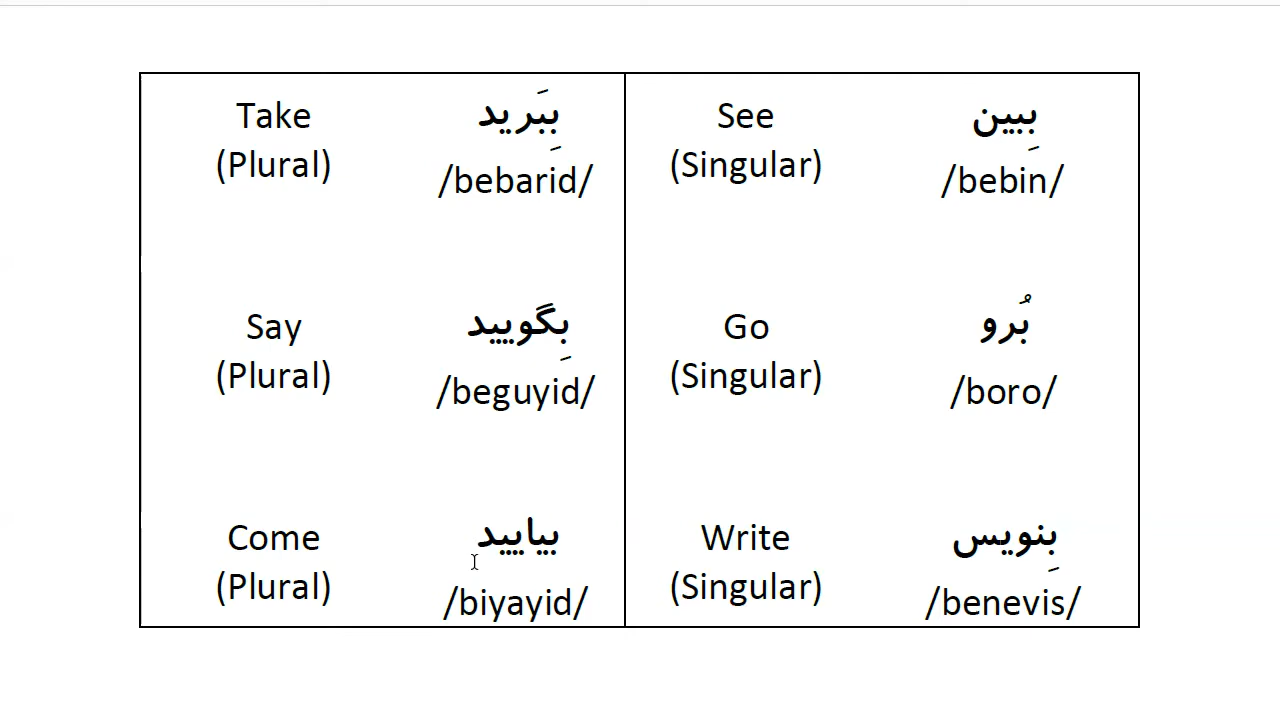 Take بِبَرید See بِبین
(Plural) /bebarid/ (Singular) /bebin/
Say بِگویید Go بُرو
(Plural) /beguyid/ (Singular) /boro/
Come بیایید Write بِنویس
(Plural) /biyayid/ (Singular) /benevis/